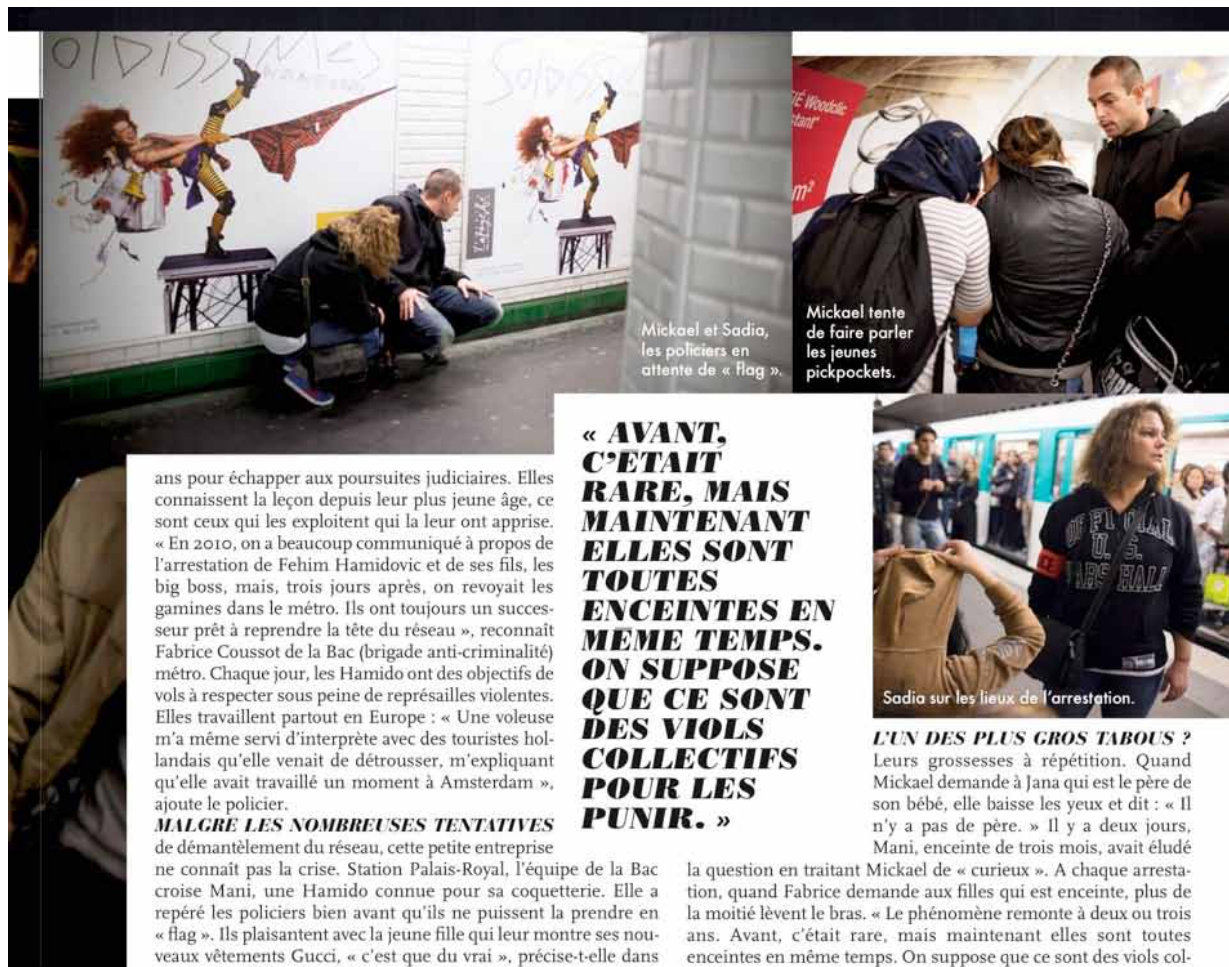 OLDISSIMES
SOLDISSIM
Mickael et Sadia,
les policiers en
attente de « flag ».
IÉ Woodclic
stant"
m²
Mickael tente
de faire parler
les jeunes
pickpockets.
OFFICIAL
U.S.
MARSHALL
Sadia sur les lieux de l'arrestation.
ans pour échapper aux poursuites judiciaires. Elles
connaissent la leçon depuis leur plus jeune âge, ce
sont ceux qui les exploitent qui la leur ont apprise.
« En 2010, on a beaucoup communiqué à propos de
l'arrestation de Fehim Hamidovic et de ses fils, les
big boss, mais, trois jours après, on revoyait les
gamines dans le métro. Ils ont toujours un succes-
seur prêt à reprendre la tête du réseau », reconnaît
Fabrice Coussot de la Bac (brigade anti-criminalité)
métro. Chaque jour, les Hamido ont des objectifs de
vols à respecter sous peine de représailles violentes.
Elles travaillent partout en Europe : « Une voleuse
m'a même servi d'interprète avec des touristes hol-
landais qu'elle venait de détrousser, m'expliquant
qu'elle avait travaillé un moment à Amsterdam »,
ajoute le policier.
MALGRE LES NOMBREUSES TENTATIVES
de démantèlement du réseau, cette petite entreprise
ne connaît pas la crise. Station Palais-Royal, l'équipe de la Bac
croise Mani, une Hamido connue pour sa coquetterie. Elle a
repéré les policiers bien avant qu'ils ne puissent la prendre en
« flag ». Ils plaisantent avec la jeune fille qui leur montre ses nou-
veaux vêtements Gucci, « c'est que du vrai », précise-t-elle dans
« AVANT,
C'ETAIT
RARE, MAIS
MAINTENANT
ELLES SONT
TOUTES
ENCEINTES EN
MÊME TEMPS.
ON SUPPOSE
QUE CE SONT
DES VIOLS
COLLECTIFS
POUR LES
PUNIR. »
L'UN DES PLUS GROS TABOUS ?
Leurs grossesses à répétition. Quand
Mickael demande à Jana qui est le père de
son bébé, elle baisse les yeux et dit : « Il
n'y a pas de père. » Il y a deux jours,
Mani, enceinte de trois mois, avait éludé
la question en traitant Mickael de « curieux ». A chaque arresta-
tion, quand Fabrice demande aux filles qui est enceinte, plus de
la moitié lèvent le bras. « Le phénomène remonte à deux ou trois
ans. Avant, c'était rare, mais maintenant elles sont toutes
enceintes en même temps. On suppose que ce sont des viols col-